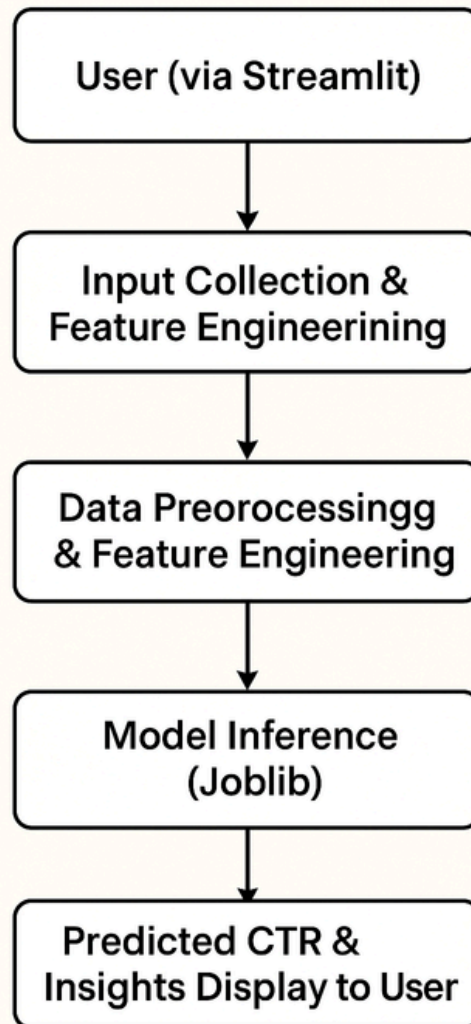 User (via Streamlit)
Input Collection &
Feature Engineerining
Data Preorocessingg
& Feature Engineering
Model Inference
(Joblib)
Predicted CTR &
Insights Display to User